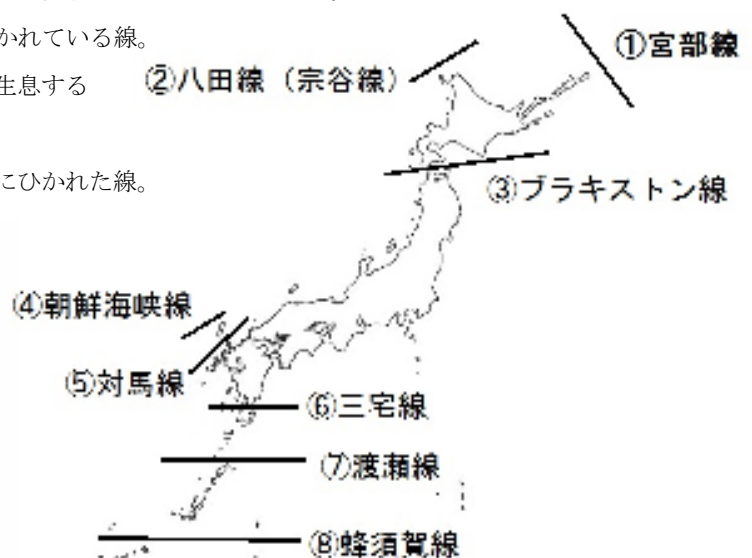 かれている線。
生息する
にひかれた線。
①宮部線
②八田線（宗谷線）
③ブラキストン線
④朝鮮海峡線
⑤対馬線
⑥三宅線
⑦渡瀬線
⑧蜂須賀線